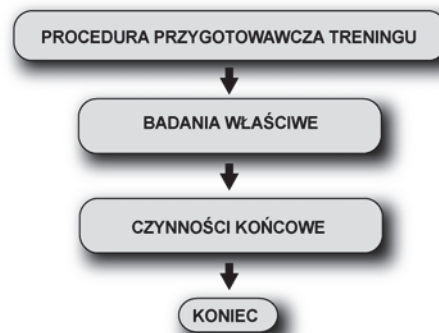 PROCEDURA PRZYGOTOWAWCZA TRENINGU
BADANIA WŁAŚCIWE
CZYNNOŚCI KOŃCOWE
KONIEC